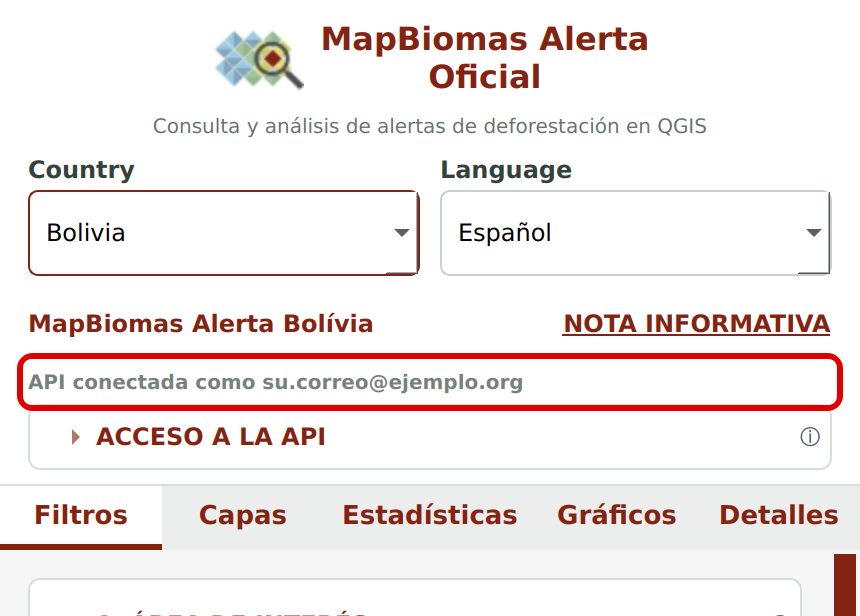 MapBiomas Alerta
Oficial
Consulta y análisis de alertas de deforestación en QGIS
Country
Language
Bolivia
Español
MapBiomas Alerta Bolívia
NOTA INFORMATIVA
API conectada como su.correo@ejemplo.org
ACCESO A LA API
Filtros
Capas
Estadísticas
Gráficos
Detalles